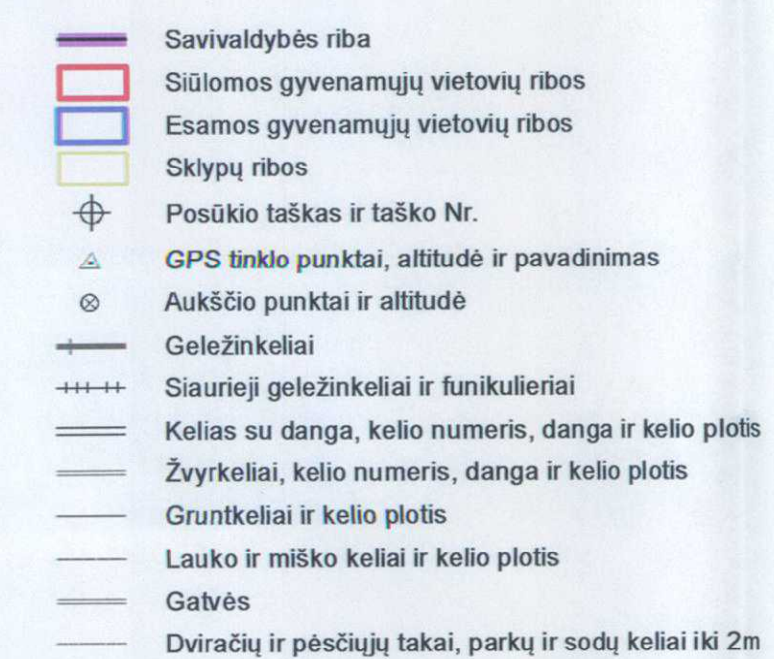 Savivaldybės riba
Siūlomos gyvenamųjų vietovių ribos
Esamos gyvenamųjų vietovių ribos
Sklypų ribos
Posūkio taškas ir taško Nr.
GPS tinklo punktai, altitudė ir pavadinimas
Aukščio punktai ir altitudė
Geležinkeliai
Siaurieji geležinkeliai ir funikulieriai
Kelias su danga, kelio numeris, danga ir kelio plotis
Žvyrkeliai, kelio numeris, danga ir kelio plotis
Gruntkeliai ir kelio plotis
Lauko ir miško keliai ir kelio plotis
Gatvės
Dviračių ir pėsčiųjų takai, parkų ir sodų keliai iki 2m